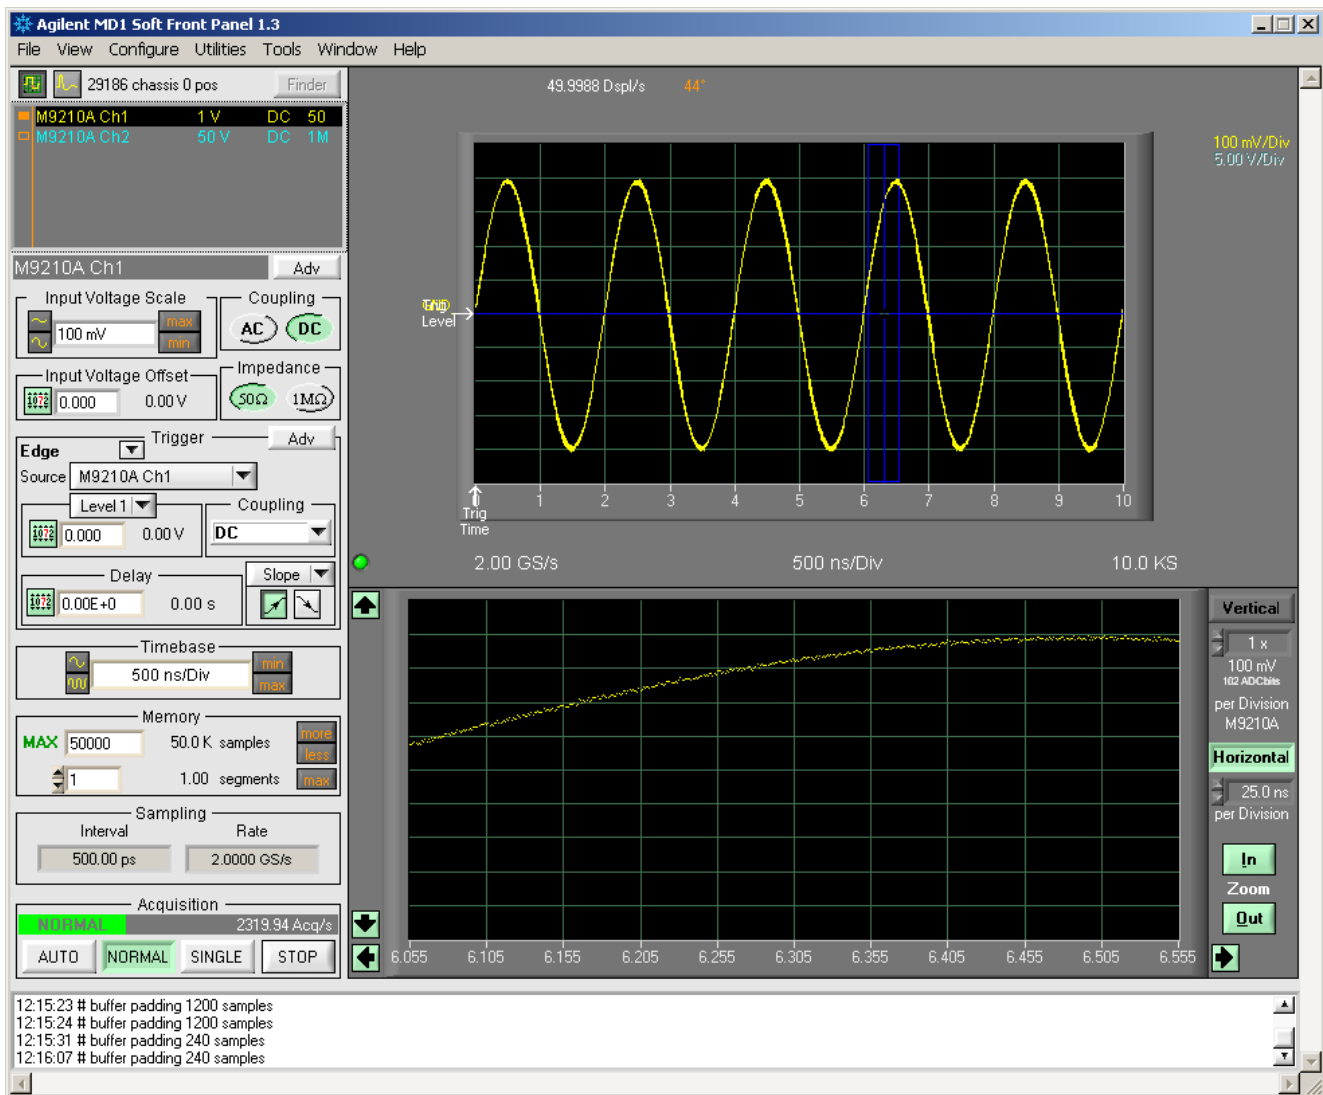 Agilent MD1 Soft Front Panel 1.3
File View Configure Utilities Tools Window Help
29186 chassis 0 pos Finder
M9210A Ch1 1 V DC 50
M9210A Ch2 50 V DC 1M
M9210A Ch1 Adv
Input Voltage Scale Coupling
100 mV max min AC DC
Input Voltage Offset Impedance
1072 0.000 0.00 V 50Ω 1MΩ
Trigger Adv
Edge
Source M9210A Ch1
Level 1 Coupling
1072 0.000 0.00 V DC
Delay Slope
1072 0.00E+0 0.00 s
Timebase
500 ns/Div min max
Memory
MAX 50000 50.0 K samples more less
1 1.00 segments max
Sampling
Interval Rate
500.00 ps 2.0000 GS/s
Acquisition
NORMAL 2319.94 Acq/s
AUTO NORMAL SINGLE STOP
49.9988 Dspl/s 44°
100 mV/Div
5.00 V/Div
Trig
Level
1 2 3 4 5 6 7 8 9 10
Trig
Time
2.00 GS/s 500 ns/Div 10.0 KS
6.055 6.105 6.155 6.205 6.255 6.305 6.355 6.405 6.455 6.505 6.555
Vertical
1 x
100 mV
102 ADCbits
per Division
M9210A
Horizontal
25.0 ns
per Division
In
Zoom
Out
12:15:23 # buffer padding 1200 samples
12:15:24 # buffer padding 1200 samples
12:15:31 # buffer padding 240 samples
12:16:07 # buffer padding 240 samples